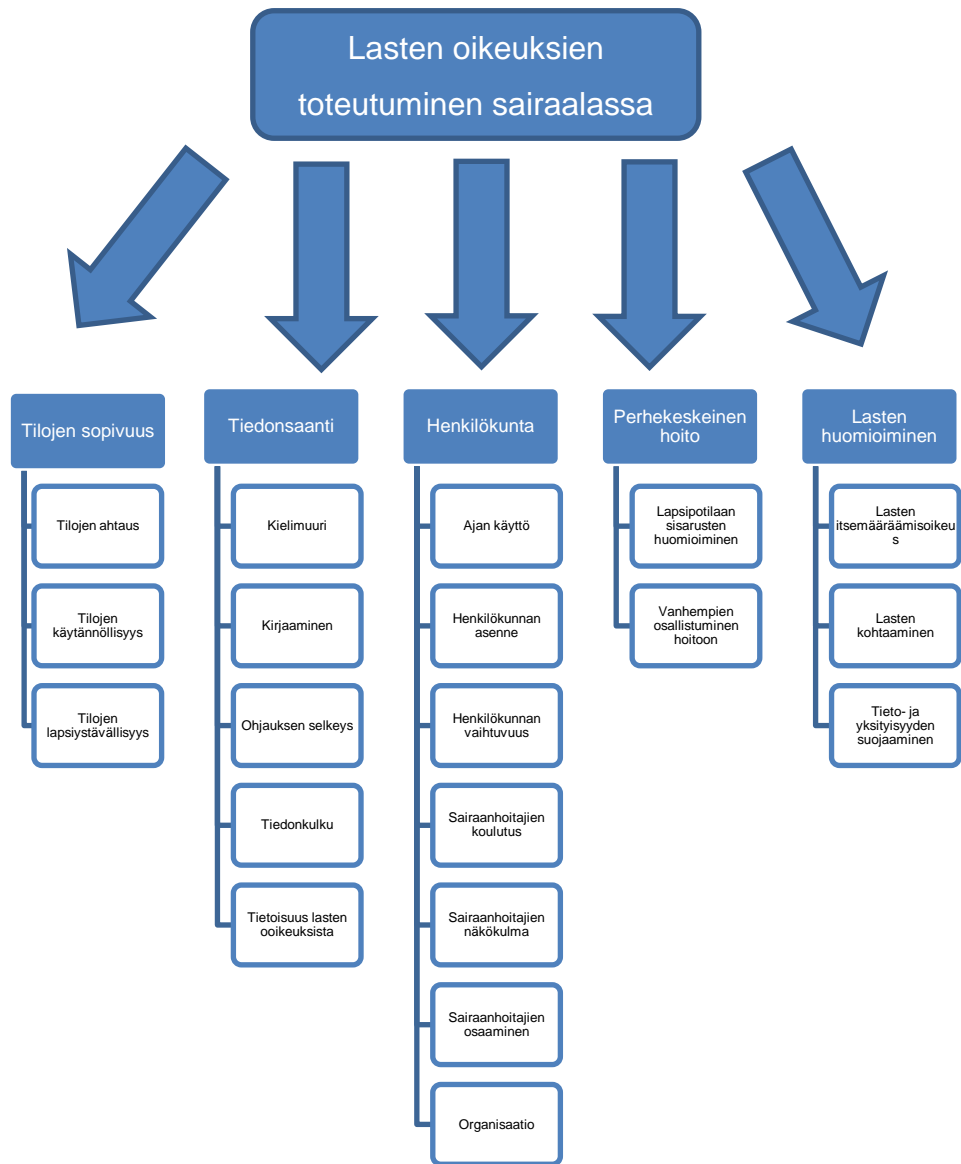 Lasten oikeuksien
toteutuminen sairaalassa
Tilojen sopivuus
Tilojen ahtaus
Tilojen
käytännöllisyys
Tilojen
lapsiystävällisyys
Tiedonsaanti
Kielimuuri
Kirjaaminen
Ohjauksen selkeys
Tiedonkulku
Tietoisuus lasten
ooikeuksista
Henkilökunta
Ajan käyttö
Henkilökunnan
asenne
Henkilökunnan
vaihtuvuus
Sairaanhoitajien
koulutus
Sairaanhoitajien
näkökulma
Sairaanhoitajien
osaaminen
Organisaatio
Perhekeskeinen
hoito
Lapsipotilaan
sisarusten
huomioiminen
Vanhempien
osallistuminen
hoitoon
Lasten
huomioiminen
Lasten
itsemääräämisoikeu
s
Lasten
kohtaaminen
Tieto- ja
yksityisyyden
suojaaminen